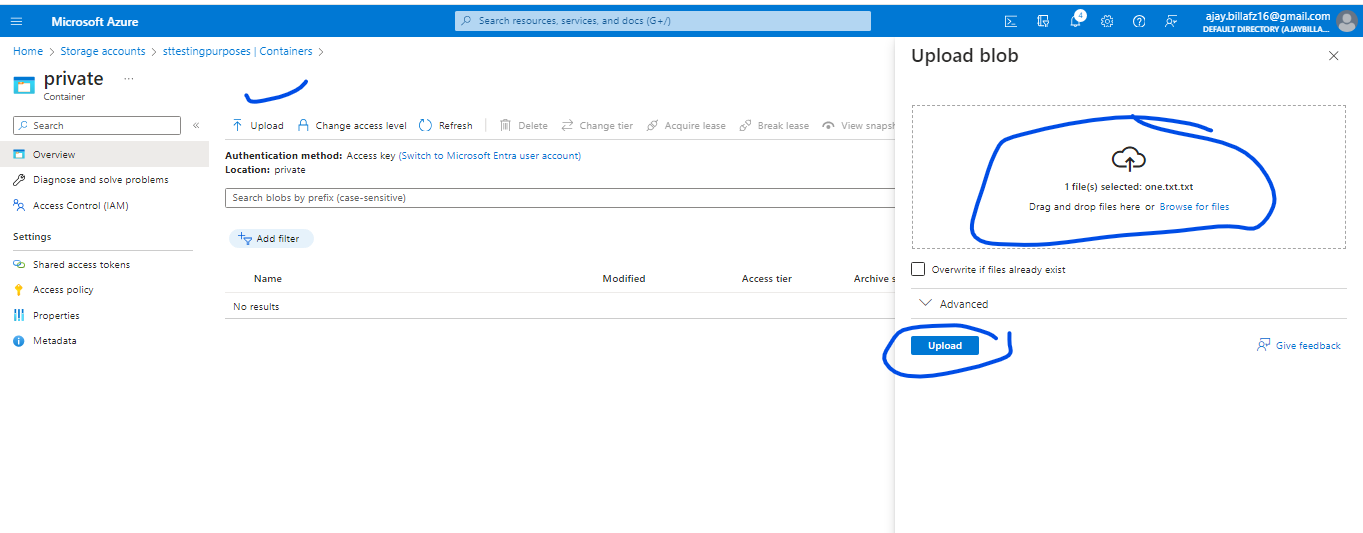 Microsoft Azure
Search resources, services, and docs (G+/)
4
ajay.billafz16@gmail.com
DEFAULT DIRECTORY (AJAYBILLA...
Home > Storage accounts > sttestingpurposes | Containers >
private ...
Container
Search
«
Overview
Diagnose and solve problems
Access Control (IAM)
Settings
Shared access tokens
Access policy
Properties
Metadata
Upload Change access level Refresh Delete Change tier Acquire lease Break lease View snapsh
Authentication method: Access key (Switch to Microsoft Entra user account)
Location: private
Search blobs by prefix (case-sensitive)
Add filter
Name Modified Access tier Archive s
No results
Upload blob
1 file(s) selected: one.txt.txt
Drag and drop files here or Browse for files
Overwrite if files already exist
Advanced
Upload
Give feedback